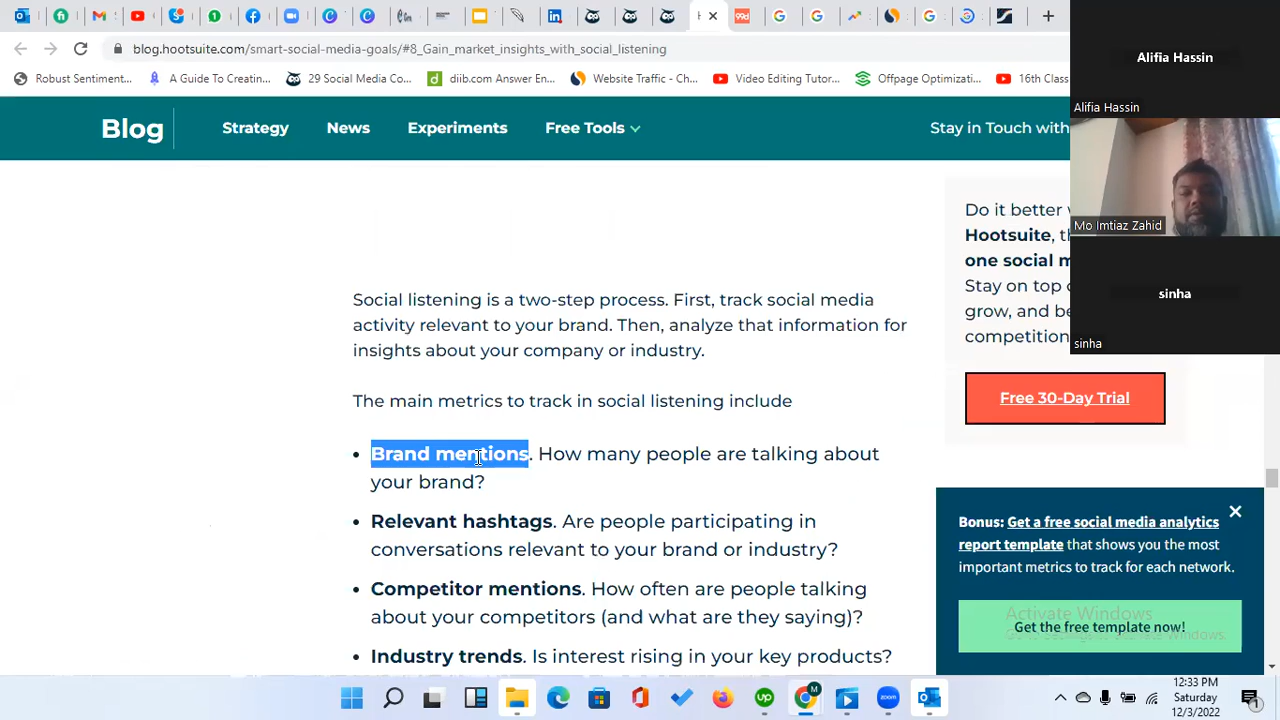 blog.hootsuite.com/smart-social-media-goals/#8_Gain_market_insights_with_social_listening
Robust Sentiment... A Guide To Creatin... 29 Social Media Co... diib.com Answer En... Website Traffic - Ch... Video Editing Tutor... Offpage Optimizati... 16th Class
Alifia Hassin
Alifia Hassin
Blog Strategy News Experiments Free Tools Stay in Touch with
Mo Imtiaz Zahid
sinha
sinha
Social listening is a two-step process. First, track social media
activity relevant to your brand. Then, analyze that information for
insights about your company or industry.
The main metrics to track in social listening include
• Brand mentions. How many people are talking about
your brand?
• Relevant hashtags. Are people participating in
conversations relevant to your brand or industry?
• Competitor mentions. How often are people talking
about your competitors (and what are they saying)?
Industry trends. Is interest rising in your key products?
Do it better
Hootsuite, 
one social 
Stay on top 
grow, and 
competition
Free 30-Day Trial
Bonus: Get a free social media analytics
report template that shows you the most
important metrics to track for each network.
Activate Windows
Get the free template now!
12:33 PM
Saturday
12/3/2022